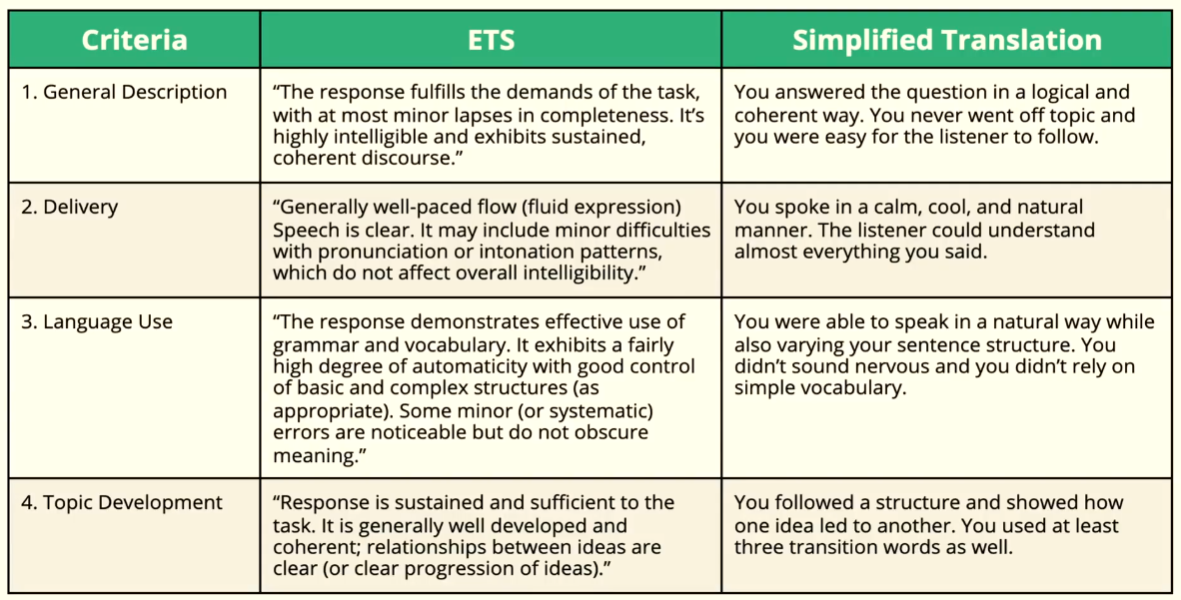 Criteria
ETS
Simplified Translation
1. General Description
“The response fulfills the demands of the task,
with at most minor lapses in completeness. It’s
highly intelligible and exhibits sustained,
coherent discourse.”
You answered the question in a logical and
coherent way. You never went off topic and
you were easy for the listener to follow.
2. Delivery
“Generally well-paced flow (fluid expression)
Speech is clear. It may include minor difficulties
with pronunciation or intonation patterns,
which do not affect overall intelligibility.”
You spoke in a calm, cool, and natural
manner. The listener could understand
almost everything you said.
3. Language Use
“The response demonstrates effective use of
grammar and vocabulary. It exhibits a fairly
high degree of automaticity with good control
of basic and complex structures (as
appropriate). Some minor (or systematic)
errors are noticeable but do not obscure
meaning.”
You were able to speak in a natural way while
also varying your sentence structure. You
didn’t sound nervous and you didn’t rely on
simple vocabulary.
4. Topic Development
“Response is sustained and sufficient to the
task. It is generally well developed and
coherent; relationships between ideas are
clear (or clear progression of ideas).”
You followed a structure and showed how
one idea led to another. You used at least
three transition words as well.